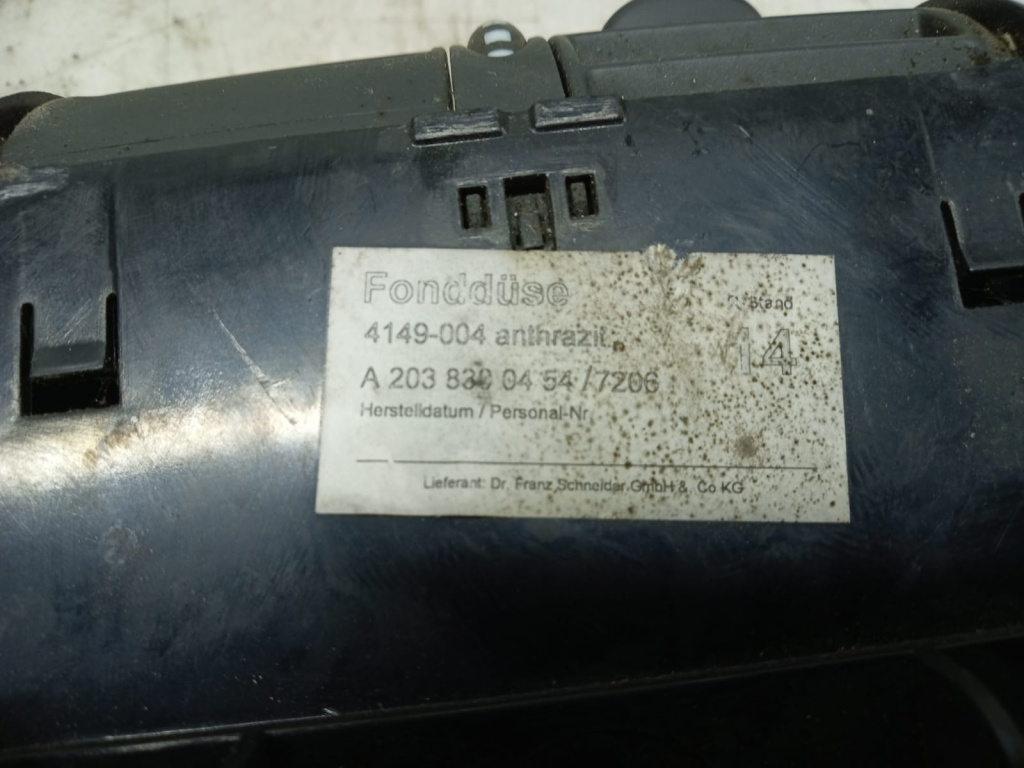 Fonddüse
Stand
4149-004 anthrazit
14
A 203 830 04 54 / 7206
Herstelldatum / Personal-Nr.
Lieferant: Dr. Franz Schneider GmbH & Co KG